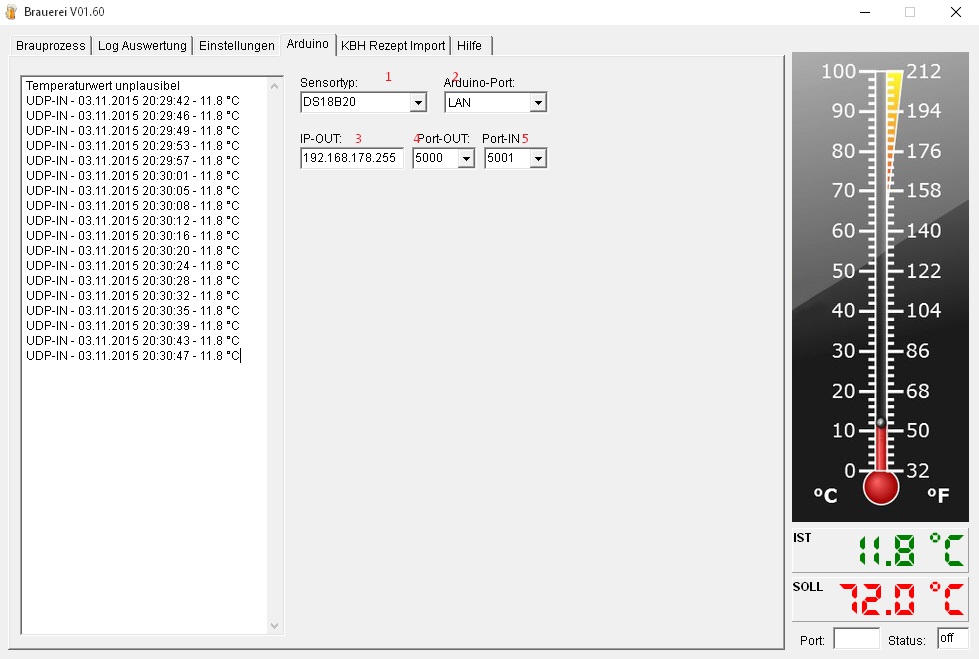 Brauerei V01.60
Brauprozess Log Auswertung Einstellungen Arduino KBH Rezept Import Hilfe
Temperaturwert unplausibel
UDP-IN - 03.11.2015 20:29:42 - 11.8 °C
UDP-IN - 03.11.2015 20:29:46 - 11.8 °C
UDP-IN - 03.11.2015 20:29:49 - 11.8 °C
UDP-IN - 03.11.2015 20:29:53 - 11.8 °C
UDP-IN - 03.11.2015 20:29:57 - 11.8 °C
UDP-IN - 03.11.2015 20:30:01 - 11.8 °C
UDP-IN - 03.11.2015 20:30:05 - 11.8 °C
UDP-IN - 03.11.2015 20:30:08 - 11.8 °C
UDP-IN - 03.11.2015 20:30:12 - 11.8 °C
UDP-IN - 03.11.2015 20:30:16 - 11.8 °C
UDP-IN - 03.11.2015 20:30:20 - 11.8 °C
UDP-IN - 03.11.2015 20:30:24 - 11.8 °C
UDP-IN - 03.11.2015 20:30:28 - 11.8 °C
UDP-IN - 03.11.2015 20:30:32 - 11.8 °C
UDP-IN - 03.11.2015 20:30:35 - 11.8 °C
UDP-IN - 03.11.2015 20:30:39 - 11.8 °C
UDP-IN - 03.11.2015 20:30:43 - 11.8 °C
UDP-IN - 03.11.2015 20:30:47 - 11.8 °C
Sensortyp: 1 Arduino-Port: 2
DS18B20 LAN
IP-OUT: 3 4 Port-OUT: Port-IN 5
192.168.178.255 5000 5001
100 212
90 194
80 176
70 158
60 140
50 122
40 104
30 86
20 68
10 50
0 32
°C °F
IST 11.8 °C
SOLL 72.0 °C
Port: Status: off